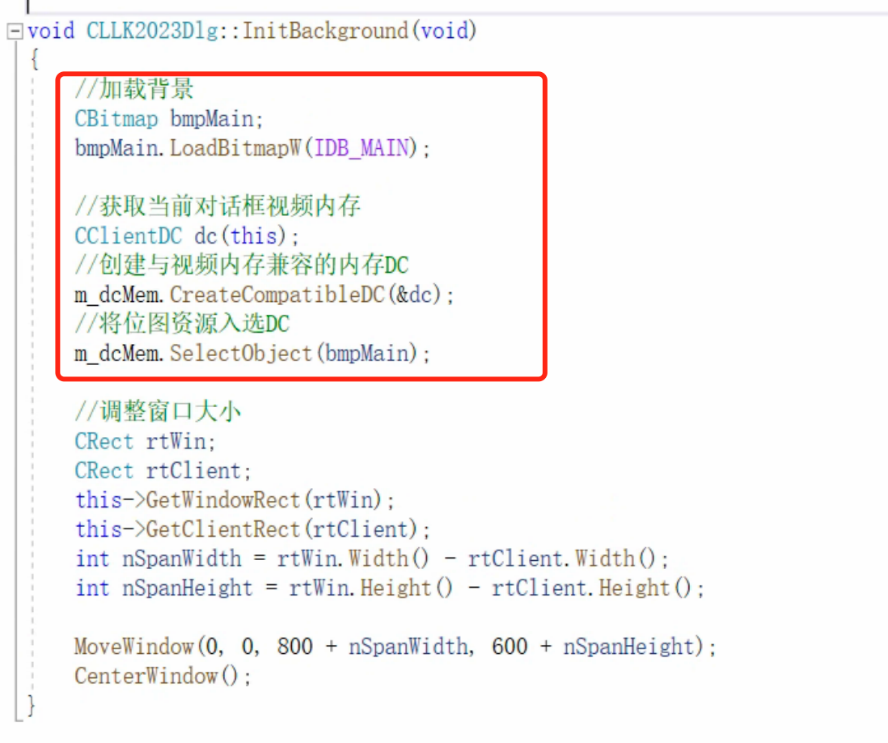 void CLLK2023Dlg::InitBackground(void)
{
//加载背景
CBitmap bmpMain;
bmpMain.LoadBitmapW(IDB_MAIN);
//获取当前对话框视频内存
CClientDC dc(this);
//创建与视频内存兼容的内存DC
m_dcMem.CreateCompatibleDC(&dc);
//将位图资源入选DC
m_dcMem.SelectObject(bmpMain);
//调整窗口大小
CRect rtWin;
CRect rtClient;
this->GetWindowRect(rtWin);
this->GetClientRect(rtClient);
int nSpanWidth = rtWin.Width() - rtClient.Width();
int nSpanHeight = rtWin.Height() - rtClient.Height();
MoveWindow(0, 0, 800 + nSpanWidth, 600 + nSpanHeight);
CenterWindow();
}